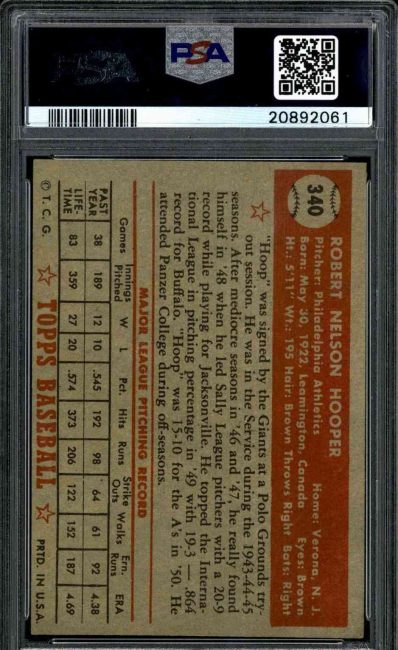 PSA
PSA
20892061
340
ROBERT NELSON HOOPER
Pitcher: Philadelphia Athletics Home: Verona, N. J.
Born: May 30, 1922, Leamington, Canada Eyes: Brown
Ht.: 5'11" Wt.: 195 Hair: Brown Throws Right Bats: Right
"Hoop" was signed by the Giants at a Polo Grounds try-
out session. He was in the Service during the 1943-44-45
seasons. After mediocre seasons in '46 and '47, he really found
himself in '48 when he led Sally League pitchers with a 20-9
record while playing for Jacksonville. He topped the Interna-
tional League in pitching percentage in '49 with 19-3 — .864
record for Buffalo. "Hoop" was 15-10 for the A's in '50. He
attended Panzer College during off-seasons.
MAJOR LEAGUE PITCHING RECORD
Games Innings Pitched W L Pct. Hits Runs Strike Outs Walks Ern. Runs ERA
PAST YEAR 38 189 12 10 .545 192 98 64 61 92 4.38
LIFE- TIME 83 359 27 20 .574 373 206 122 152 187 4.69
© T. C. G. TOPPS BASEBALL PRTD. IN U.S.A.